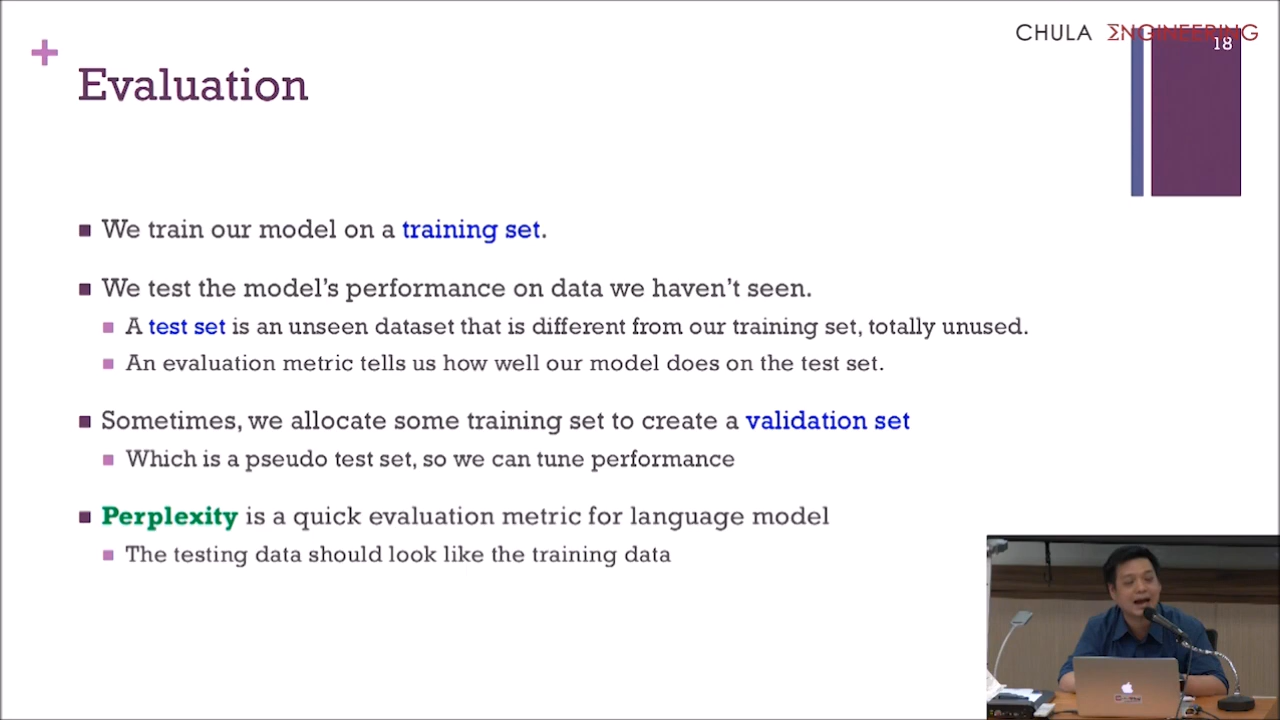 CHULA ΣNGINEERING
18
+
Evaluation
We train our model on a training set.
We test the model's performance on data we haven't seen.
A test set is an unseen dataset that is different from our training set, totally unused.
An evaluation metric tells us how well our model does on the test set.
Sometimes, we allocate some training set to create a validation set
Which is a pseudo test set, so we can tune performance
Perplexity is a quick evaluation metric for language model
The testing data should look like the training data